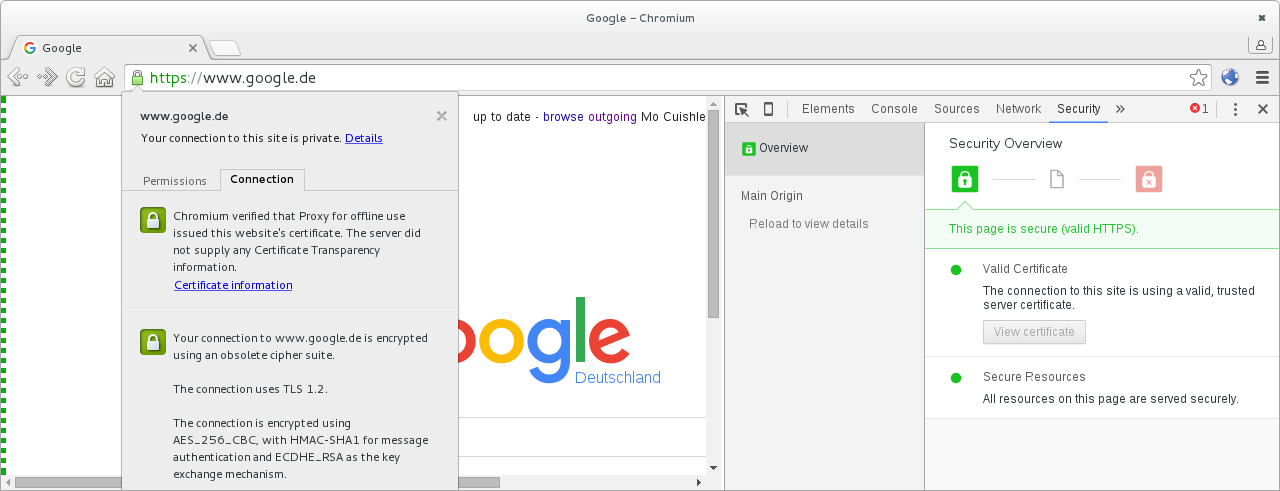 Google - Chromium
Google
https://www.google.de
www.google.de
Your connection to this site is private. Details
Permissions
Connection
Chromium verified that Proxy for offline use
issued this website's certificate. The server did
not supply any Certificate Transparency
information.
Certificate information
Your connection to www.google.de is encrypted
using an obsolete cipher suite.
The connection uses TLS 1.2.
The connection is encrypted using
AES_256_CBC, with HMAC-SHA1 for message
authentication and ECDHE_RSA as the key
exchange mechanism.
up to date - browse outgoing Mo Cuishle
oogle
Deutschland
Elements Console Sources Network Security » 1
Overview
Main Origin
Reload to view details
Security Overview
This page is secure (valid HTTPS).
Valid Certificate
The connection to this site is using a valid, trusted
server certificate.
View certificate
Secure Resources
All resources on this page are served securely.